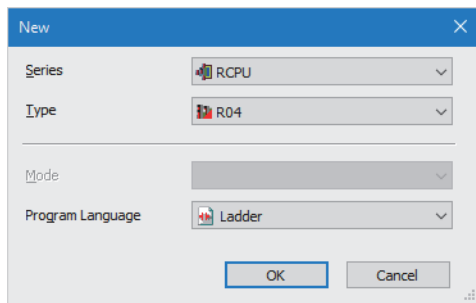 New
Series RCPU
Type R04
Mode
Program Language Ladder
OK Cancel